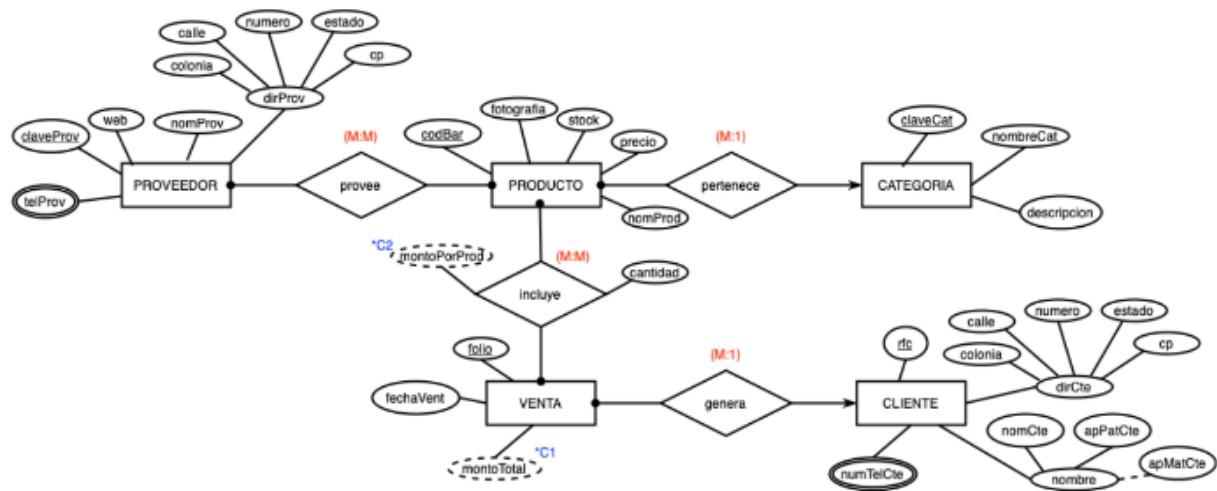 calle
numero
estado
colonia
cp
dirProv
claveProv
web
nomProv
telProv
PROVEEDOR
(M:M)
provee
codBar
fotografia
stock
precio
PRODUCTO
nomProd
(M:1)
pertenece
claveCat
nombreCat
CATEGORIA
descripcion
*C2
montoPorProd
(M:M)
cantidad
incluye
folio
fechaVent
VENTA
*C1
montoTotal
(M:1)
genera
rfc
calle
numero
estado
colonia
cp
dirCte
CLIENTE
numTelCte
nomCte
apPatCte
apMatCte
nombre